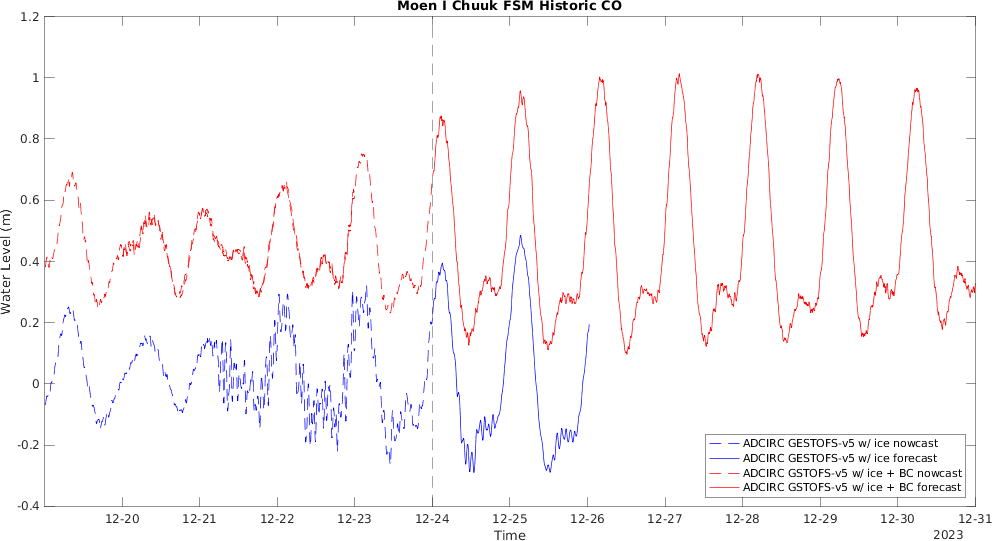 Moen I Chuuk FSM Historic CO
1.2
1
0.8
0.6
0.4
0.2
0
-0.2
-0.4
Water Level (m)
ADCIRC GESTOFS-v5 w/ ice nowcast
ADCIRC GESTOFS-v5 w/ ice forecast
ADCIRC GSTOFS-v5 w/ ice + BC nowcast
ADCIRC GSTOFS-v5 w/ ice + BC forecast
12-20 12-21 12-22 12-23 12-24 12-25 12-26 12-27 12-28 12-29 12-30 12-31
Time
2023